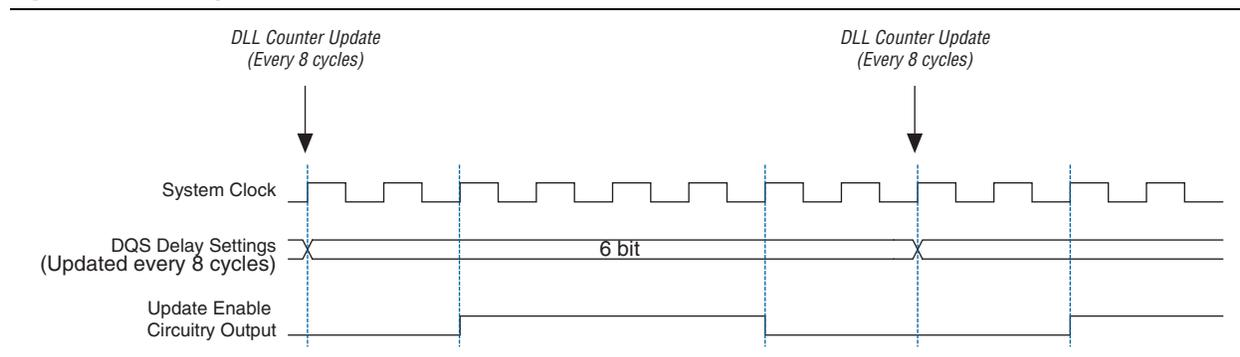 DLL Counter Update
(Every 8 cycles)
DLL Counter Update
(Every 8 cycles)
System Clock
DQS Delay Settings
(Updated every 8 cycles)
6 bit
Update Enable
Circuitry Output